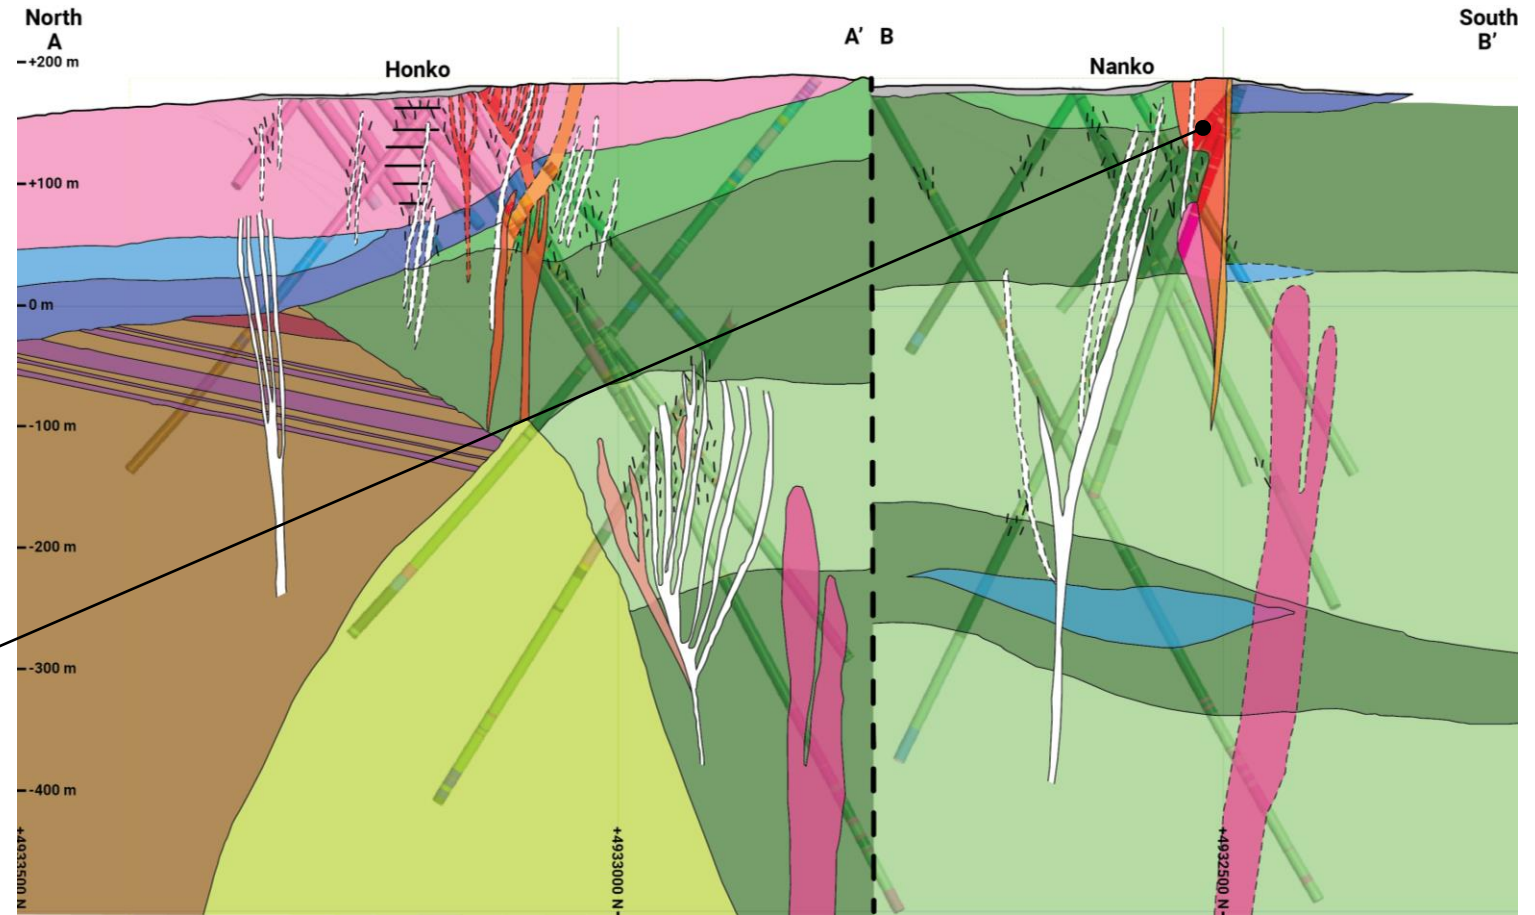 North
A
A’
B
South
B’
+200 m
Honko
Nanko
+100 m
0 m
-100 m
-200 m
-300 m
-400 m
+4933500 N
+4933000 N
+4932500 N